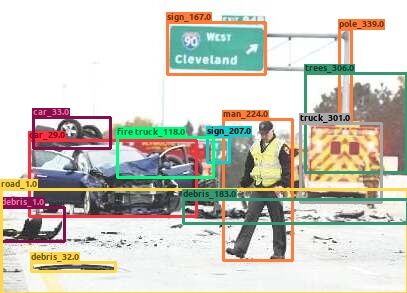 sign_167.0
EXIT
90
WEST
Cleveland
pole_339.0
trees_306.0
car_33.0
man_224.0
truck_301.0
fire truck_118.0
sign_207.0
car_29.0
road_1.0
debris_183.0
debris_1.0
debris_32.0